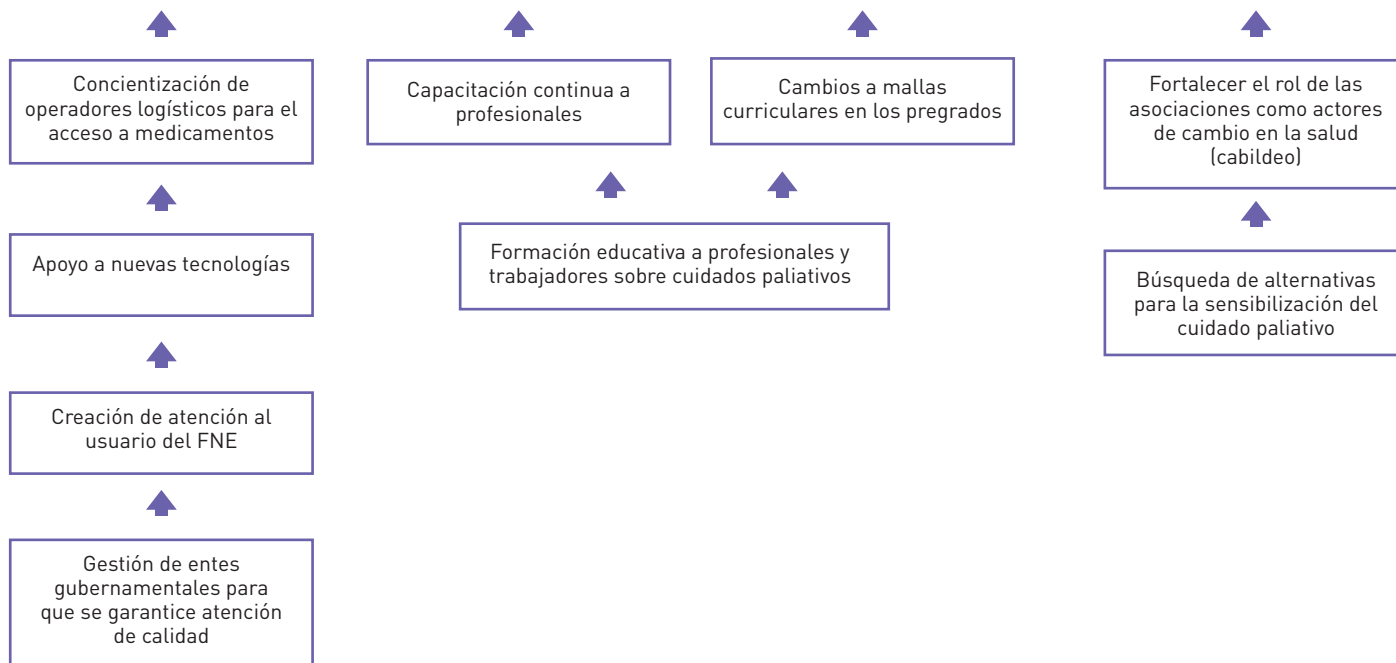 Concientización de
operadores logísticos para el
acceso a medicamentos
Capacitación continua a
profesionales
Cambios a mallas
curriculares en los pregrados
Fortalecer el rol de las
asociaciones como actores
de cambio en la salud
(cabildeo)
Apoyo a nuevas tecnologías
Formación educativa a profesionales y
trabajadores sobre cuidados paliativos
Búsqueda de alternativas
para la sensibilización del
cuidado paliativo
Creación de atención al
usuario del FNE
Gestión de entes
gubernamentales para
que se garantice atención
de calidad